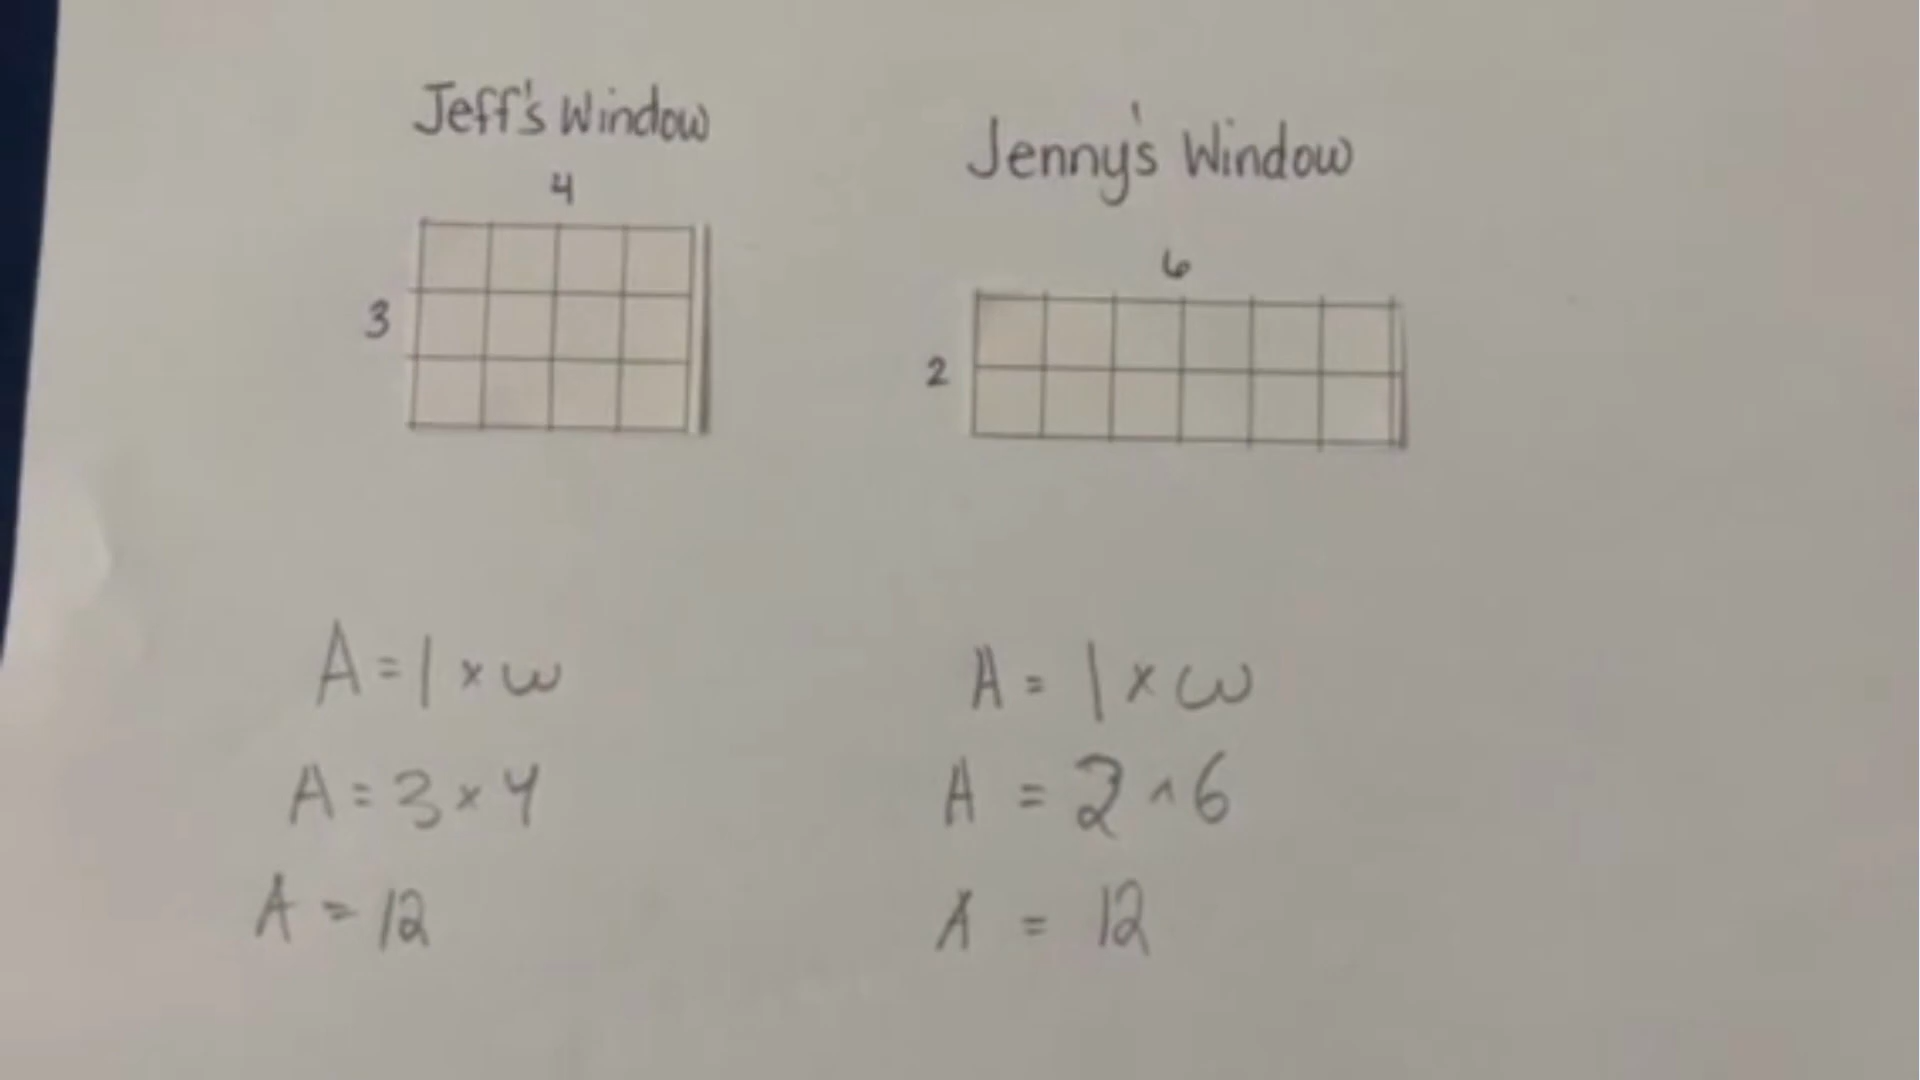 Jeff's Window
4
3
A = l x w
A = 3 x 4
A = 12
Jenny's Window
6
2
A = l x w
A = 2 x 6
A = 12